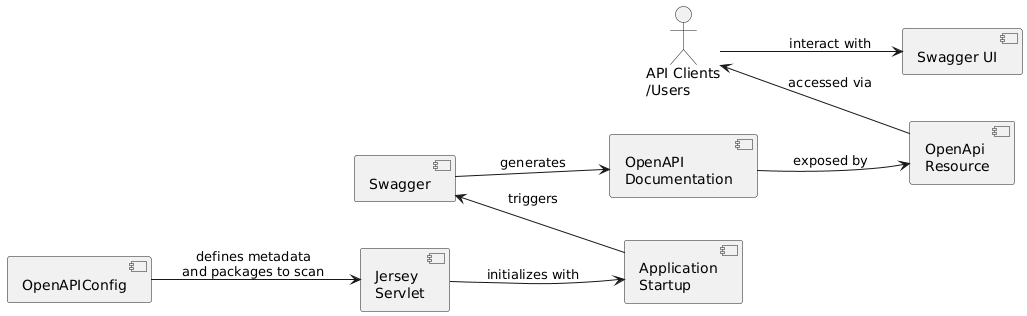 interact with
Swagger UI
API Clients
/Users
accessed via
OpenApi
Resource
exposed by
OpenAPI
Documentation
generates
Swagger
triggers
Application
Startup
initializes with
Jersey
Servlet
defines metadata
and packages to scan
OpenAPIConfig